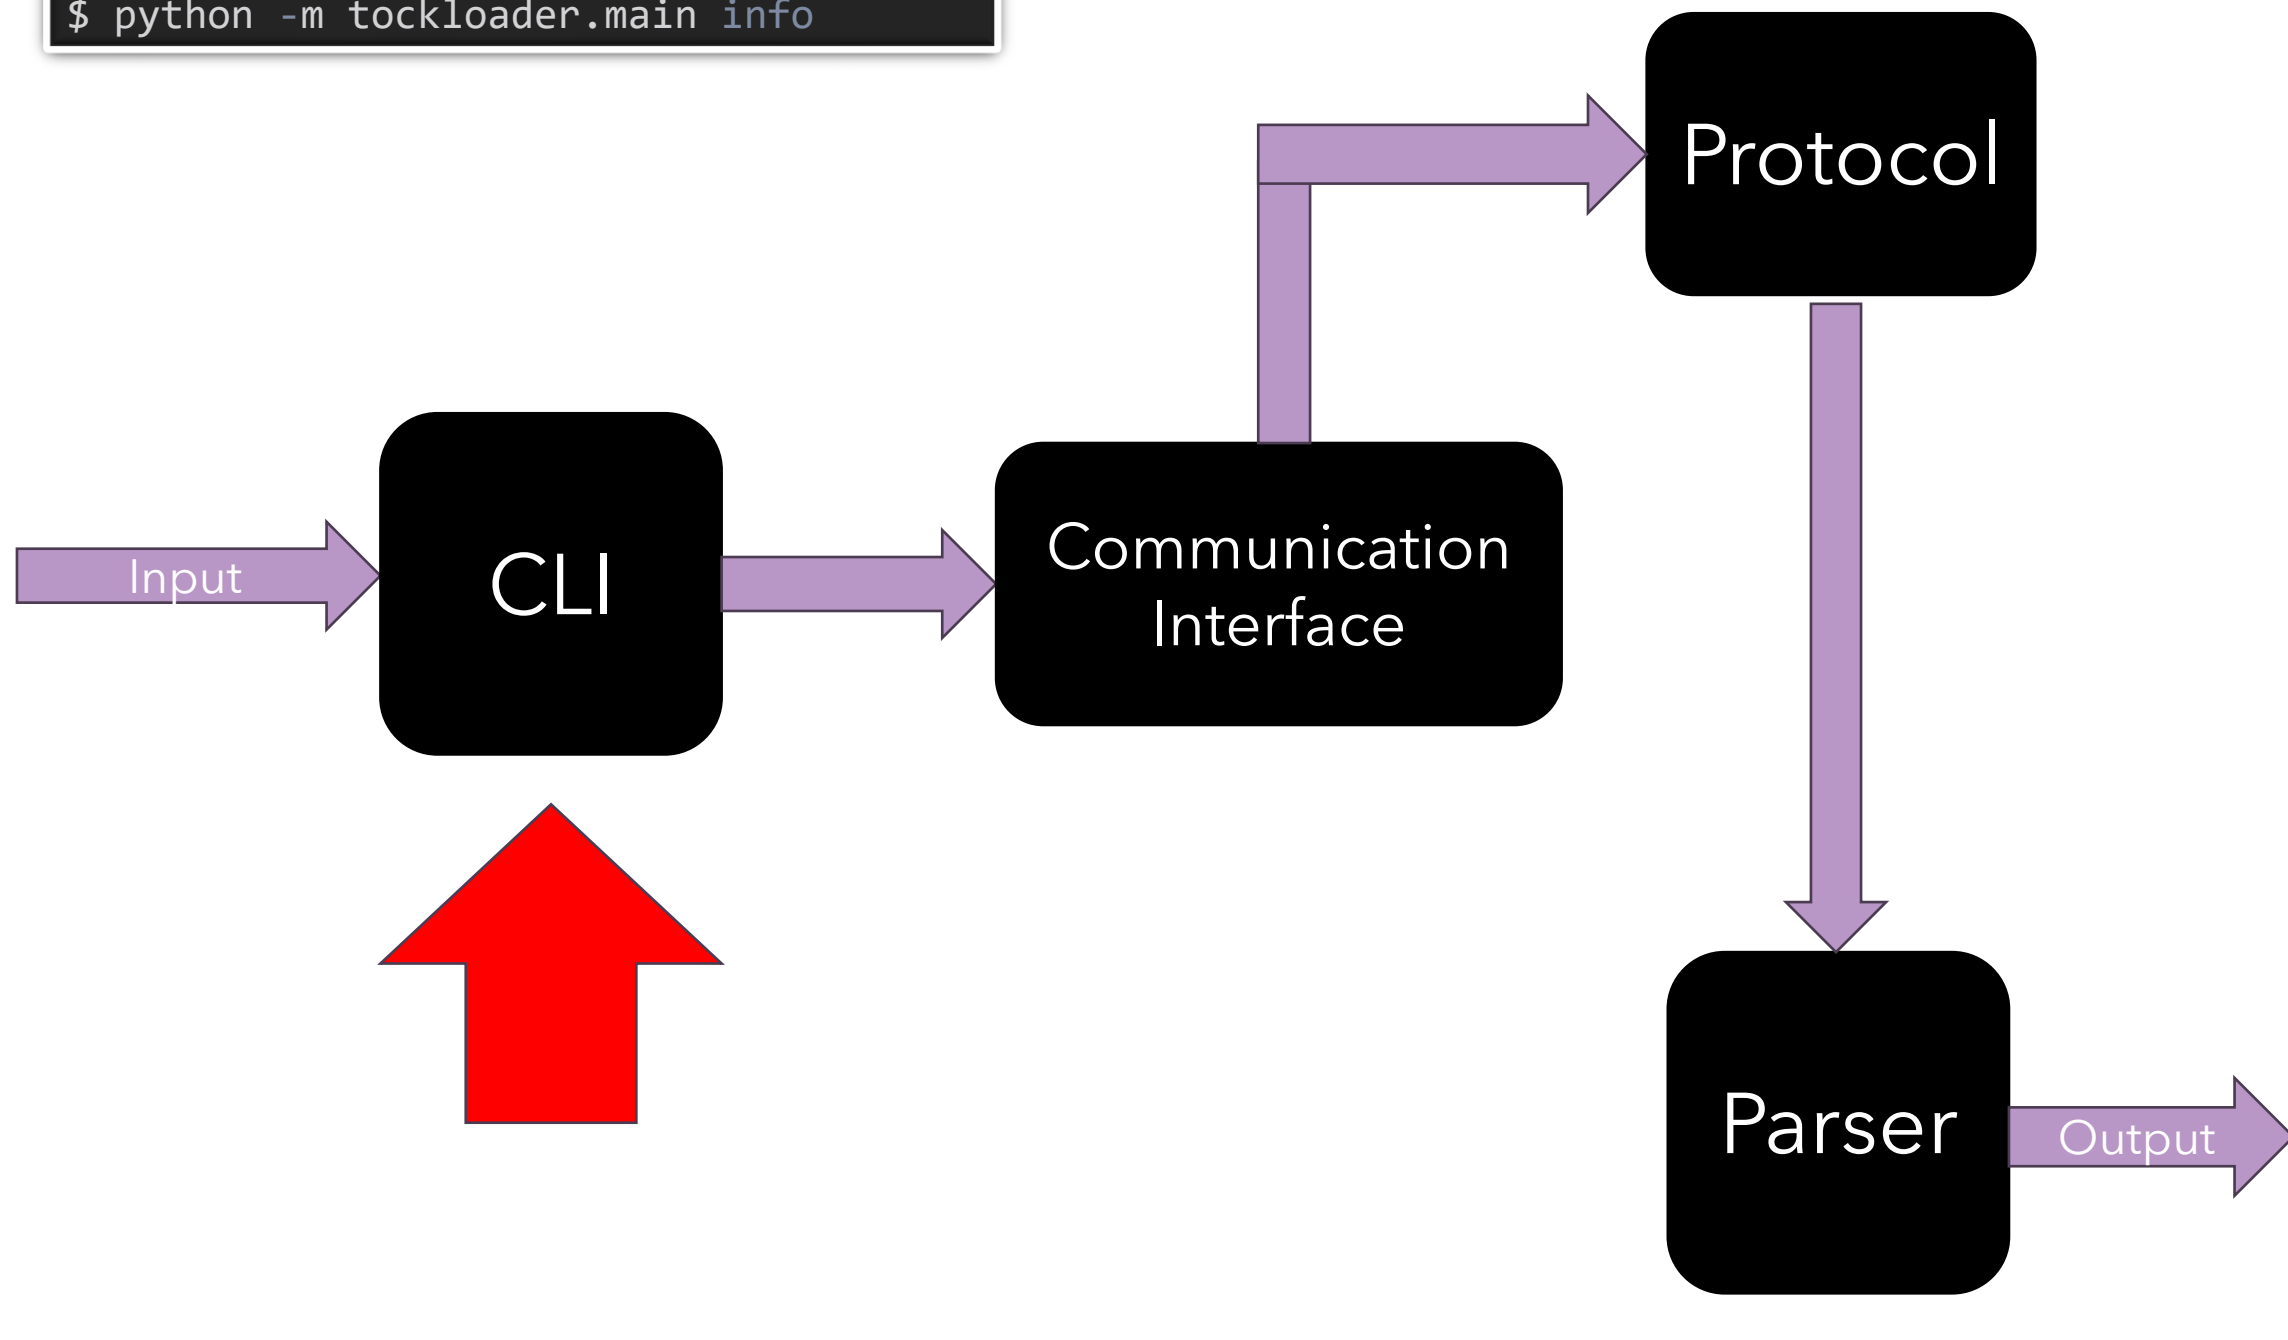 $ python -m tockloader.main info
Protocol
Input
CLI
Communication
Interface
Parser
Output